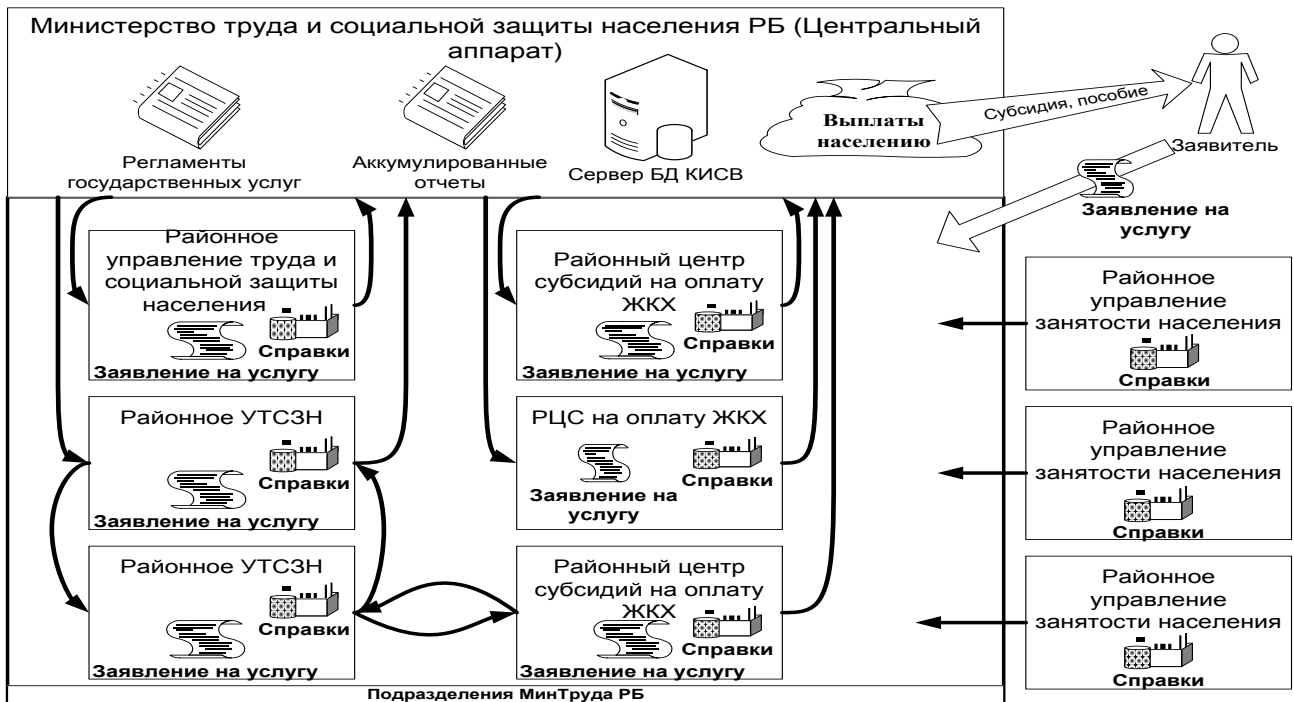 Министерство труда и социальной защиты населения РБ (Центральный
аппарат)
Регламенты
государственных услуг
Аккумулированные
отчеты
Сервер БД КИСВ
Выплаты
населению
Субсидия, пособие
Заявитель
Заявление на
услугу
Районное
управление труда и
социальной защиты
населения
Справки
Заявление на услугу
Районный центр
субсидий на оплату
ЖКХ
Справки
Заявление на услугу
Районное
управление
занятости населения
Справки
Районное УТСЗН
Справки
Заявление на услугу
РЦС на оплату ЖКХ
Справки
Заявление на
услугу
Районное
управление
занятости населения
Справки
Районное УТСЗН
Справки
Заявление на услугу
Районный центр
субсидий на оплату
ЖКХ
Справки
Заявление на услугу
Районное
управление
занятости населения
Справки
Подразделения МинТруда РБ